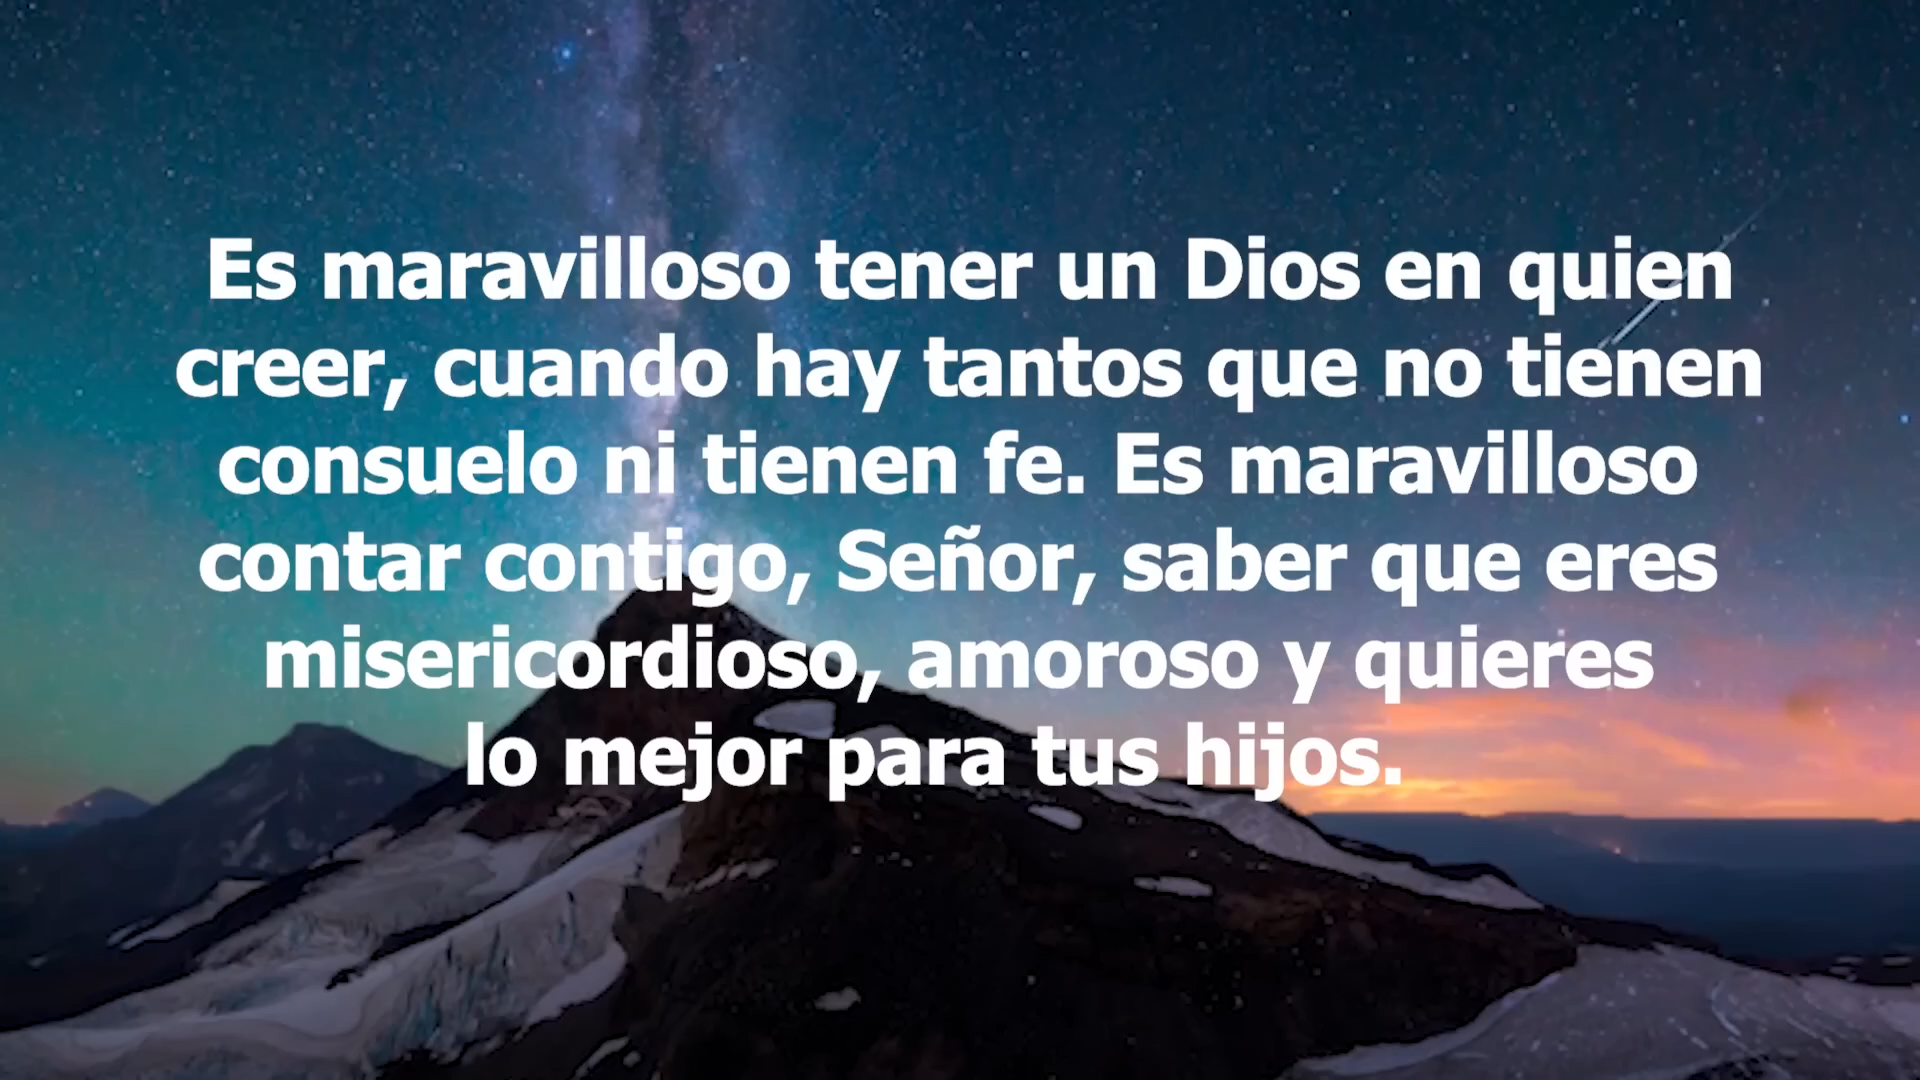 Es maravilloso tener un Dios en quien
creer, cuando hay tantos que no tienen
consuelo ni tienen fe. Es maravilloso
contar contigo, Señor, saber que eres
misericordioso, amoroso y quieres
lo mejor para tus hijos.